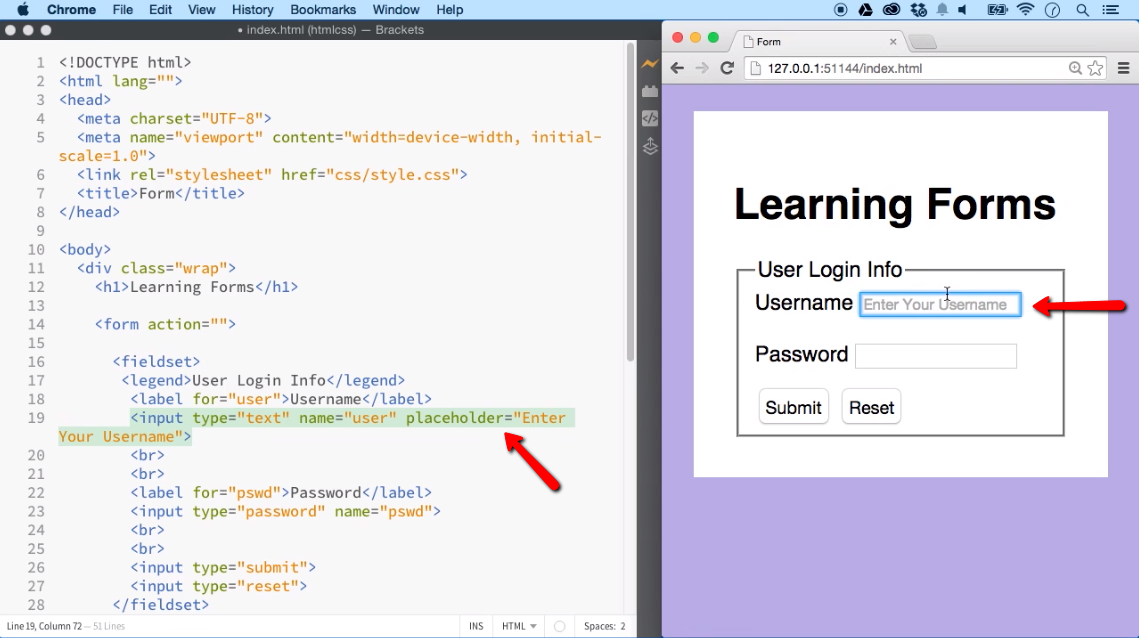 Chrome File Edit View History Bookmarks Window Help
• index.html (htmlcss) — Brackets
1 <!DOCTYPE html>
2 <html lang="">
3 <head>
4 <meta charset="UTF-8">
5 <meta name="viewport" content="width=device-width, initial-
scale=1.0">
6 <link rel="stylesheet" href="css/style.css">
7 <title>Form</title>
8 </head>
9
10 <body>
11 <div class="wrap">
12 <h1>Learning Forms</h1>
13
14 <form action="">
15
16 <fieldset>
17 <legend>User Login Info</legend>
18 <label for="user">Username</label>
19 <input type="text" name="user" placeholder="Enter
Your Username">
20 <br>
21 <br>
22 <label for="pswd">Password</label>
23 <input type="password" name="pswd">
24 <br>
25 <br>
26 <input type="submit">
27 <input type="reset">
28 </fieldset>
Line 19, Column 72 — 51 Lines
INS HTML Spaces: 2
Form
127.0.0.1:51144/index.html
Learning Forms
User Login Info
Username Enter Your Username
Password
Submit Reset